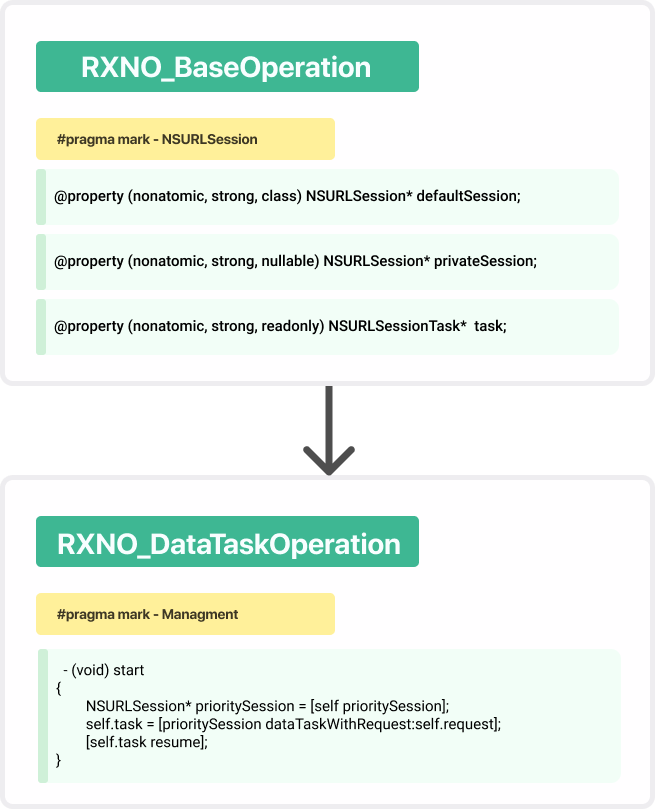 RXNO_BaseOperation
#pragma mark - NSURLSession
@property (nonatomic, strong, class) NSURLSession* defaultSession;
@property (nonatomic, strong, nullable) NSURLSession* privateSession;
@property (nonatomic, strong, readonly) NSURLSessionTask*  task;
RXNO_DataTaskOperation
#pragma mark - Managment
- (void) start
{
NSURLSession* prioritySession = [self prioritySession];
self.task = [prioritySession dataTaskWithRequest:self.request];
[self.task resume];
}